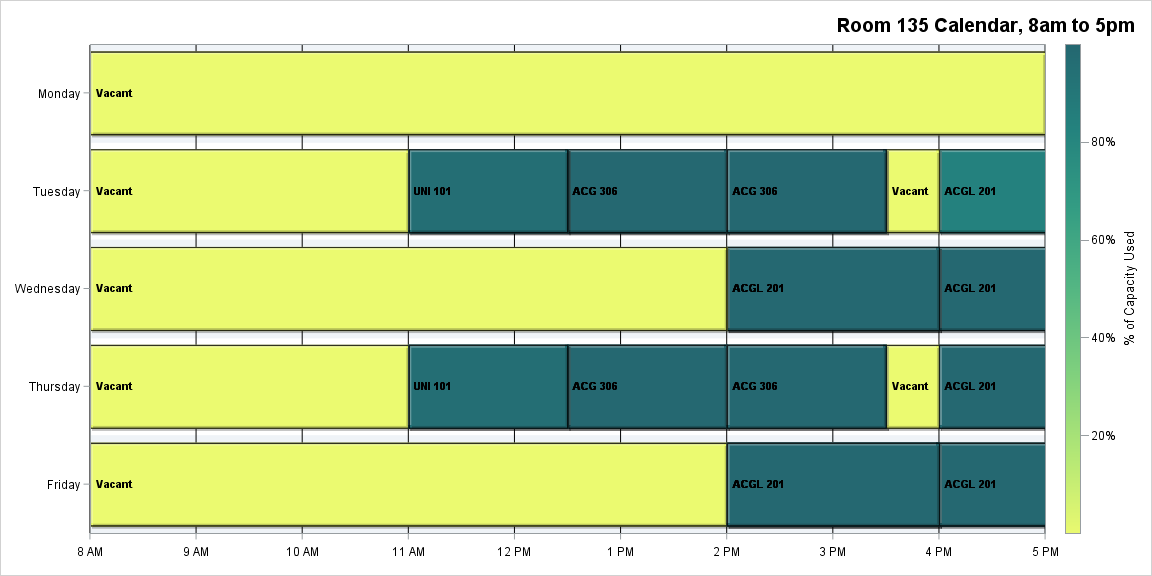 Room 135 Calendar, 8am to 5pm
Monday
Vacant
Tuesday
Vacant
UNI 101
ACG 306
ACG 306
Vacant
ACGL 201
Wednesday
Vacant
ACGL 201
ACGL 201
Thursday
Vacant
UNI 101
ACG 306
ACG 306
Vacant
ACGL 201
Friday
Vacant
ACGL 201
ACGL 201
8 AM
9 AM
10 AM
11 AM
12 PM
1 PM
2 PM
3 PM
4 PM
5 PM
80%
60%
40%
20%
% of Capacity Used